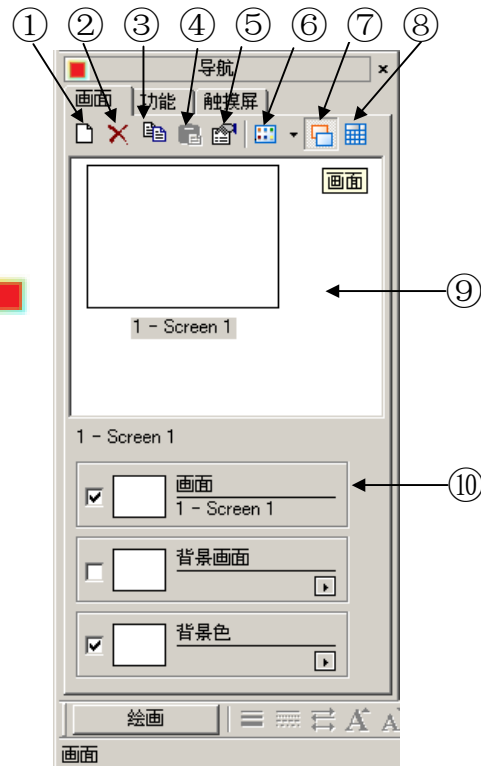 ① ② ③ ④ ⑤ ⑥ ⑦ ⑧
导航
画面 功能 触摸屏
画面
1 - Screen 1
⑨
1 - Screen 1
画面
1 - Screen 1
⑩
背景画面
背景色
绘画 A A
画面